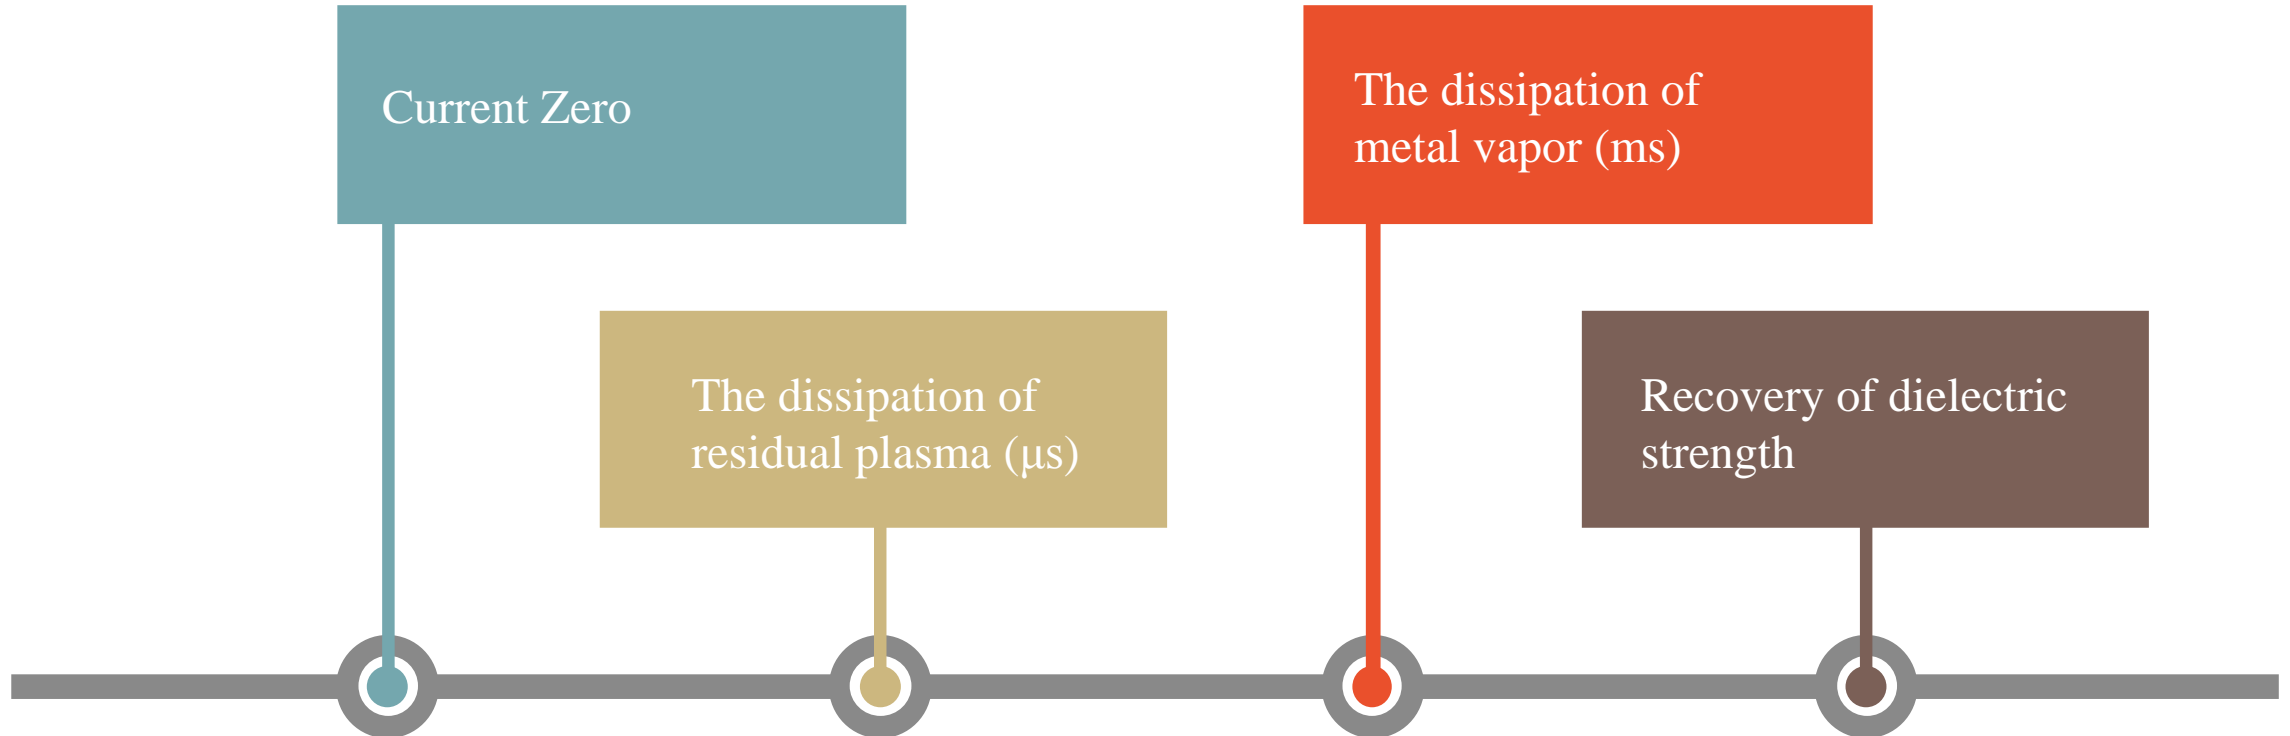 Current Zero
The dissipation of
residual plasma (μs)
The dissipation of
metal vapor (ms)
Recovery of dielectric
strength